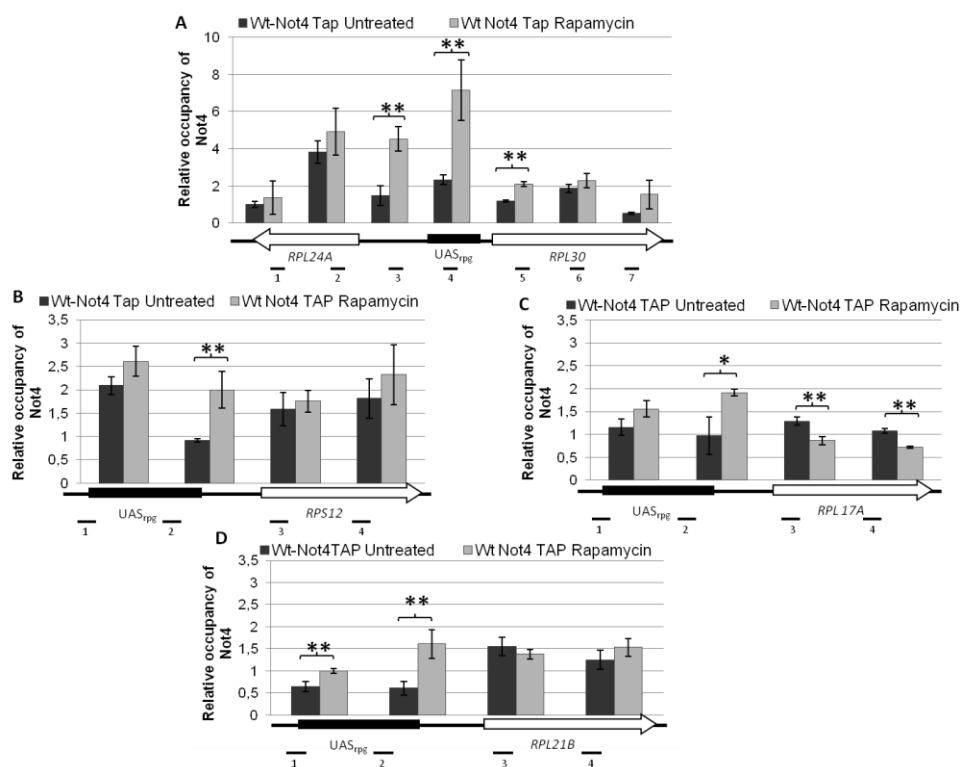 A
Wt-Not4 Tap Untreated Wt Not4 Tap Rapamycin
Relative occupancy of
Not4
10
8
6
4
2
0
** ** **
RPL24A UASrpg RPL30
1 2 3 4 5 6 7
B
Wt-Not4 Tap Untreated Wt Not4 TAP Rapamycin
Relative occupancy of
Not4
3,5
3
2,5
2
1,5
1
0,5
0
**
UASrpg RPS12
1 2 3 4
C
Wt-Not4 TAP Untreated Wt-Not4 TAP Rapamycin
Relative occupancy of
Not4
3,5
3
2,5
2
1,5
1
0,5
0
* ** **
UASrpg RPL17A
1 2 3 4
D
Wt-Not4TAP Untreated Wt Not4 TAP Rapamycin
Relative occupancy of
Not4
3,5
3
2,5
2
1,5
1
0,5
0
** **
UASrpg RPL21B
1 2 3 4